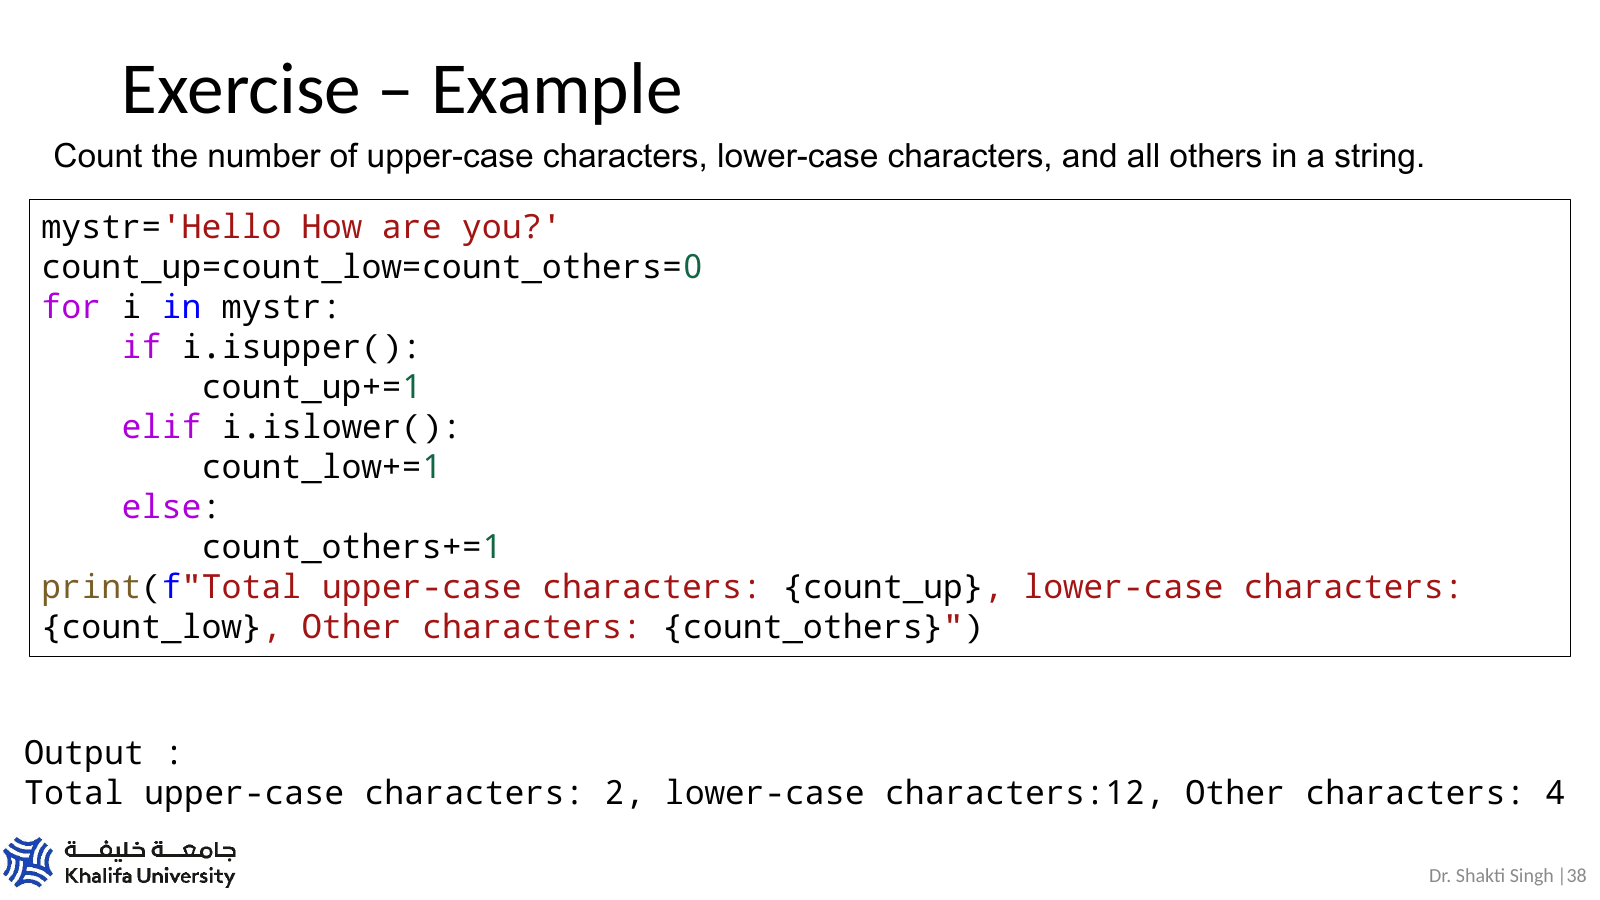 Exercise – Example
Count the number of upper-case characters, lower-case characters, and all others in a string.
mystr='Hello How are you?'
count_up=count_low=count_others=0
for i in mystr:
    if i.isupper():
        count_up+=1
    elif i.islower():
        count_low+=1
    else:
        count_others+=1
print(f"Total upper-case characters: {count_up}, lower-case characters:
{count_low}, Other characters: {count_others}")
Output :
Total upper-case characters: 2, lower-case characters:12, Other characters: 4
جامعة خليفة
Khalifa University
Dr. Shakti Singh |38